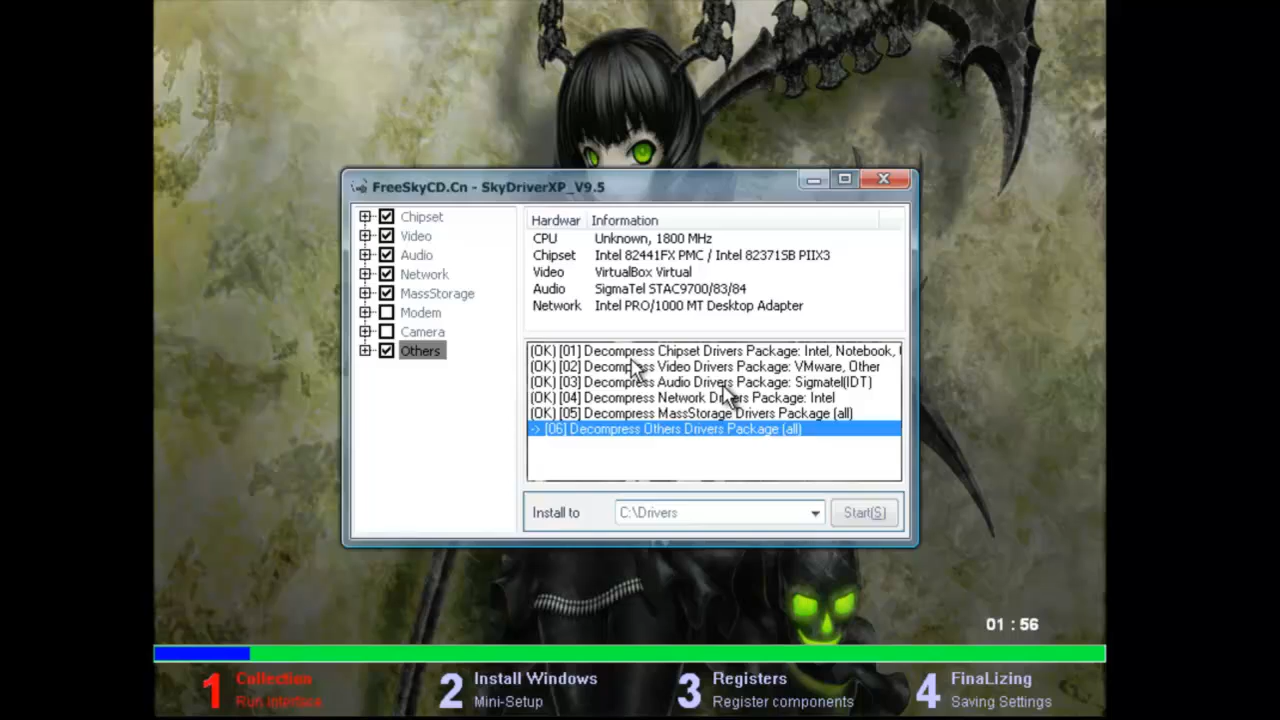 FreeSkyCD.Cn - SkyDriverXP_V9.5
Chipset
Video
Audio
Network
MassStorage
Modem
Camera
Others
Hardwar Information
CPU Unknown, 1800 MHz
Chipset Intel 82441FX PMC / Intel 82371SB PIIX3
Video VirtualBox Virtual
Audio SigmaTel STAC9700/83/84
Network Intel PRO/1000 MT Desktop Adapter
(OK) [01] Decompress Chipset Drivers Package: Intel, Notebook,
(OK) [02] Decompress Video Drivers Package: VMware, Other
(OK) [03] Decompress Audio Drivers Package: Sigmatel(IDT)
(OK) [04] Decompress Network Drivers Package: Intel
(OK) [05] Decompress MassStorage Drivers Package (all)
-> [06] Decompress Others Drivers Package (all)
Install to C:\Drivers Start(S)
01 : 56
1 Collection
Run interface
2 Install Windows
Mini-Setup
3 Registers
Register components
4 FinaLizing
Saving Settings